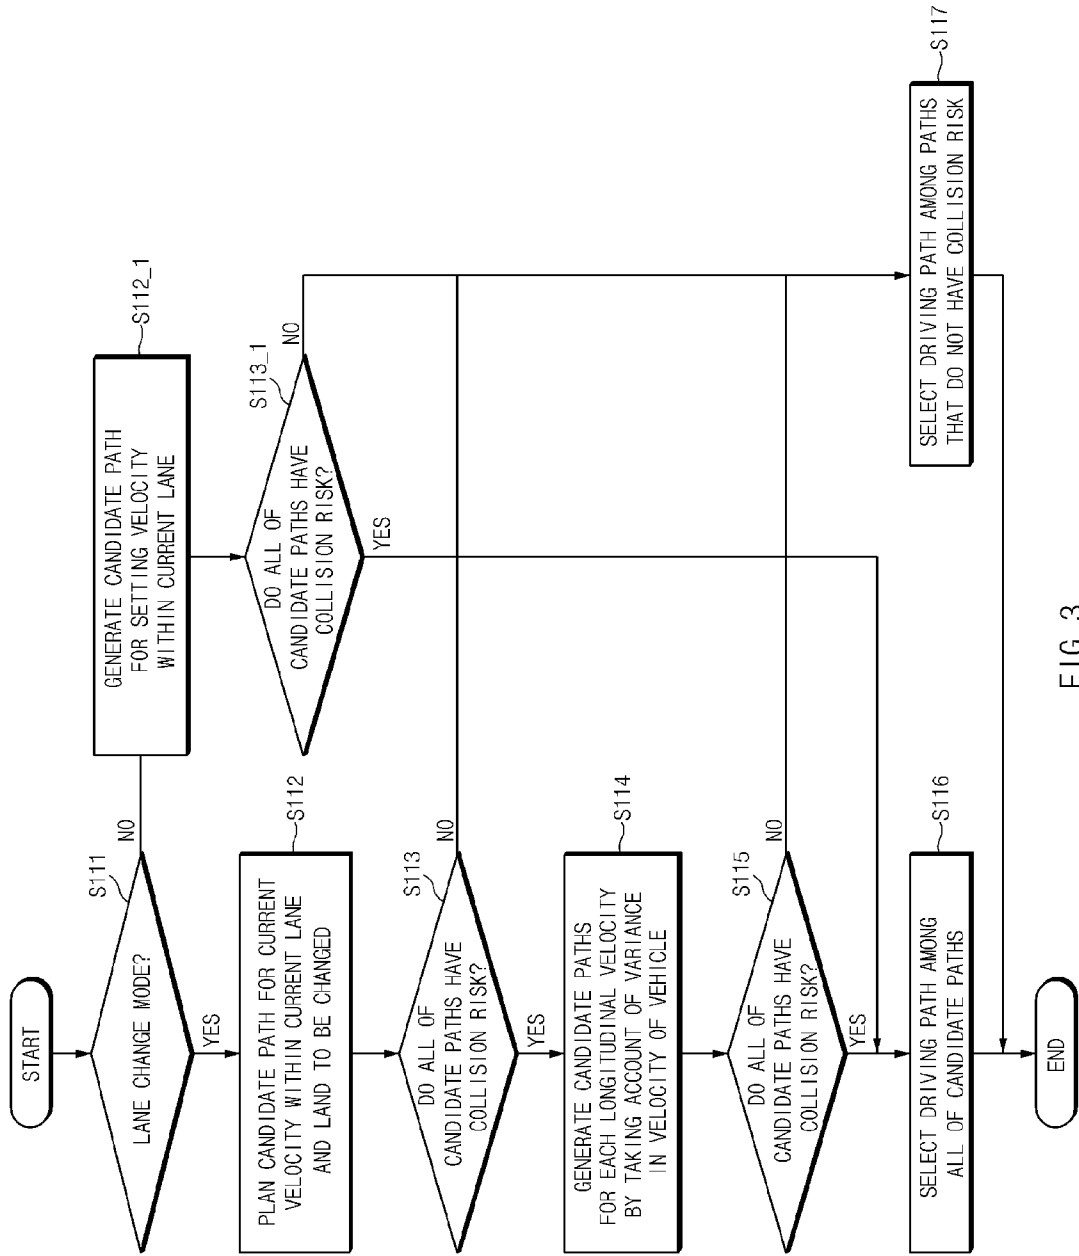 START
S111
LANE CHANGE MODE?
NO
YES
S112_1
GENERATE CANDIDATE PATH
FOR SETTING VELOCITY
WITHIN CURRENT LANE
S112
PLAN CANDIDATE PATH FOR CURRENT
VELOCITY WITHIN CURRENT LANE
AND LAND TO BE CHANGED
S113_1
DO ALL OF
CANDIDATE PATHS HAVE
COLLISION RISK?
NO
YES
S113
DO ALL OF
CANDIDATE PATHS HAVE
COLLISION RISK?
NO
YES
S114
GENERATE CANDIDATE PATHS
FOR EACH LONGITUDINAL VELOCITY
BY TAKING ACCOUNT OF VARIANCE
IN VELOCITY OF VEHICLE
S115
DO ALL OF
CANDIDATE PATHS HAVE
COLLISION RISK?
NO
YES
S116
SELECT DRIVING PATH AMONG
ALL OF CANDIDATE PATHS
S117
SELECT DRIVING PATH AMONG PATHS
THAT DO NOT HAVE COLLISION RISK
END
FIG. 3